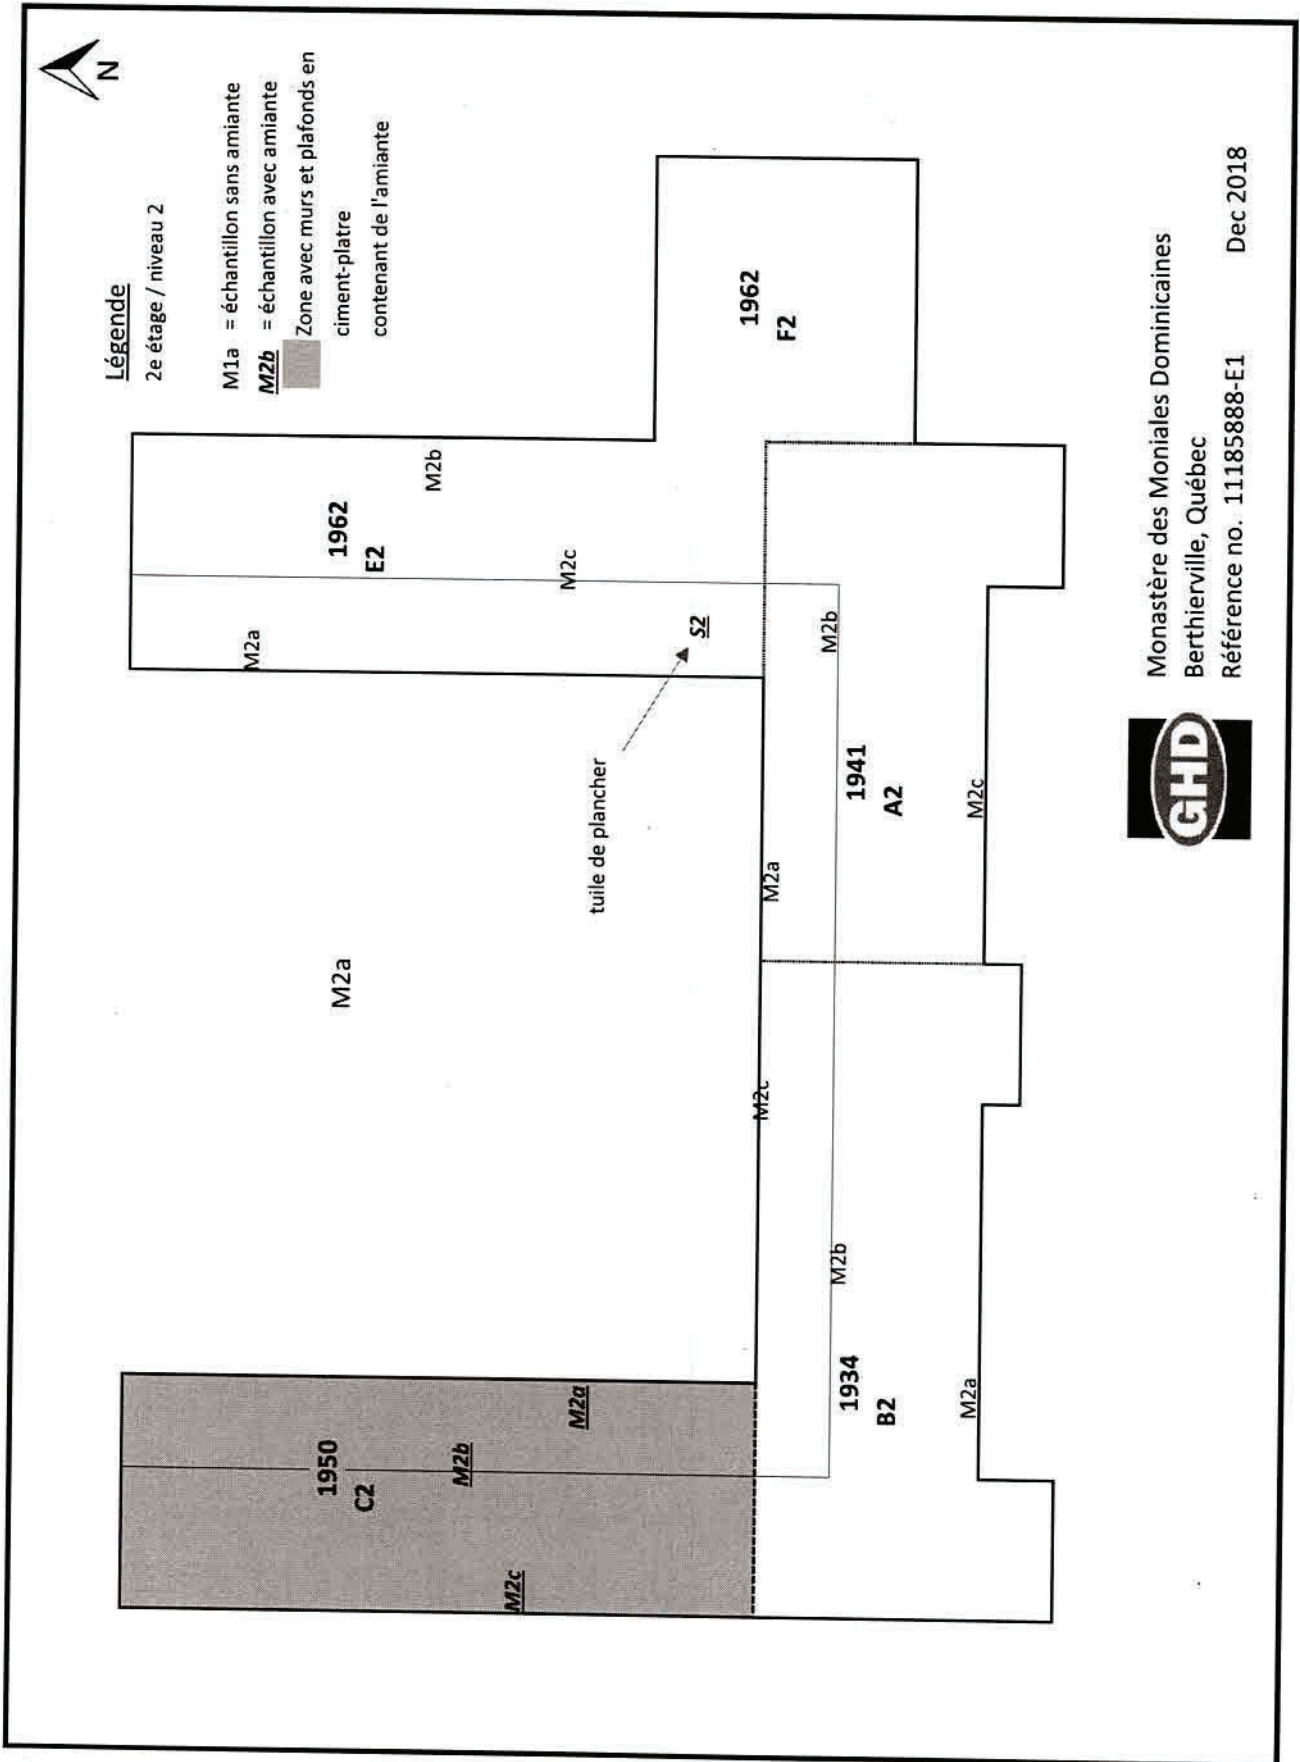 N
Légende
2e étage / niveau 2
M1a = échantillon sans amiante
M2b = échantillon avec amiante
Zone avec murs et plafonds en
ciment-platre
contenant de l'amiante
1950
C2
M2c
M2b
M2a
M2a
tuile de plancher
S2
M2a
1962
E2
M2b
M2c
1962
F2
1934
B2
M2a
M2b
M2c
M2a
1941
A2
M2b
M2c
GHD
Monastère des Moniales Dominicaines
Berthierville, Québec
Référence no. 11185888-E1 Dec 2018